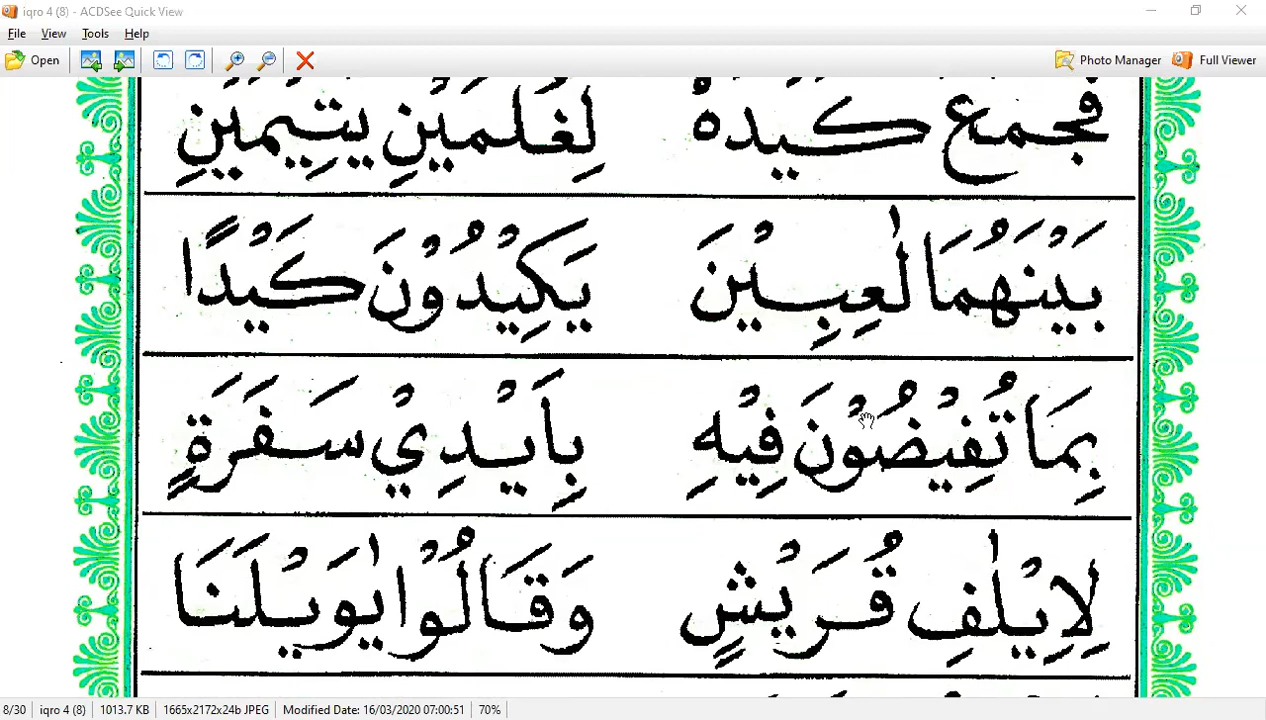 iqro 4 (8) - ACDSee Quick View
File View Tools Help
Open Photo Manager Full Viewer
فَجَمَعَ كَيْدَهُ لِغُلٰمَيْنِ يَتِيْمَيْنِ
بَيْنَهُمَا لٰعِبِيْنَ يَكِيْدُوْنَ كَيْدًا
بِمَا تُفِيْضُوْنَ فِيْهِ بِاَيْدِيْ سَفَرَةٍ
لِاِيْلٰفِ قُرَيْشٍ وَقَالُوْا يٰوَيْلَنَا
8/30 iqro 4 (8) 1013.7 KB 1665x2172x24b JPEG Modified Date: 16/03/2020 07:00:51 70%